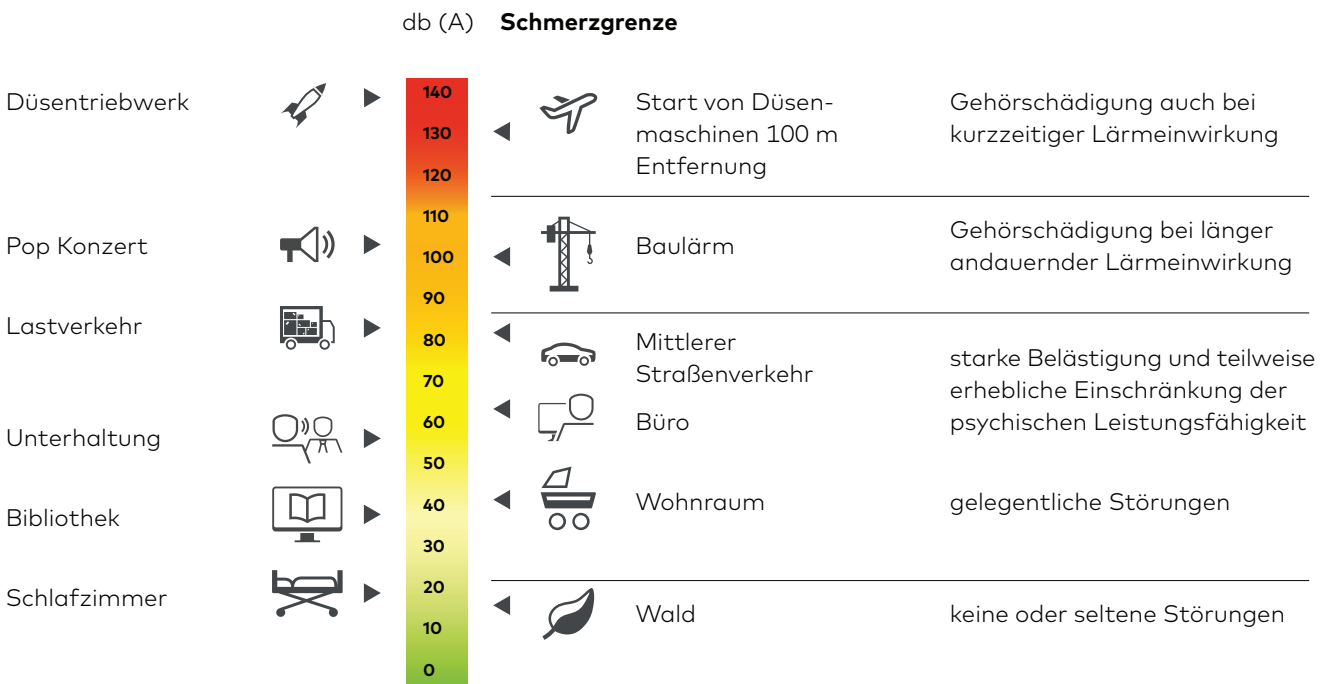 db (A) Schmerzgrenze
Düsentriebwerk
140
Start von Düsen-
maschinen 100 m
Entfernung
Gehörschädigung auch bei
kurzzeitiger Lärmeinwirkung
130
120
110
Pop Konzert
100
Baulärm
Gehörschädigung bei länger
andauernder Lärmeinwirkung
90
Lastverkehr
80
Mittlerer
Straßenverkehr
starke Belästigung und teilweise
erhebliche Einschränkung der
psychischen Leistungsfähigkeit
70
60
Büro
Unterhaltung
50
40
Wohnraum
gelegentliche Störungen
Bibliothek
30
20
Schlafzimmer
10
Wald
keine oder seltene Störungen
0